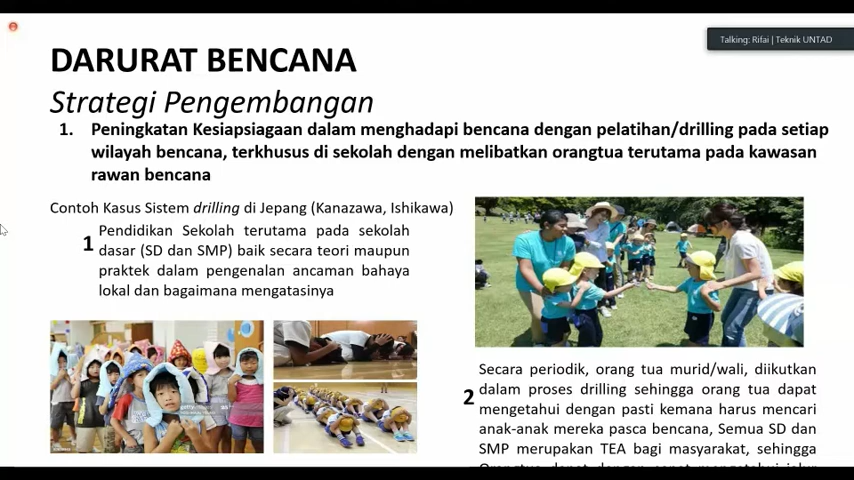 Talking: Rifai | Teknik UNTAD
DARURAT BENCANA
Strategi Pengembangan
1. Peningkatan Kesiapsiagaan dalam menghadapi bencana dengan pelatihan/drilling pada setiap
wilayah bencana, terkhusus di sekolah dengan melibatkan orangtua terutama pada kawasan
rawan bencana
Contoh Kasus Sistem drilling di Jepang (Kanazawa, Ishikawa)
1 Pendidikan Sekolah terutama pada sekolah
dasar (SD dan SMP) baik secara teori maupun
praktek dalam pengenalan ancaman bahaya
lokal dan bagaimana mengatasinya
2 Secara periodik, orang tua murid/wali, diikutkan
dalam proses drilling sehingga orang tua dapat
mengetahui dengan pasti kemana harus mencari
anak-anak mereka pasca bencana, Semua SD dan
SMP merupakan TEA bagi masyarakat, sehingga